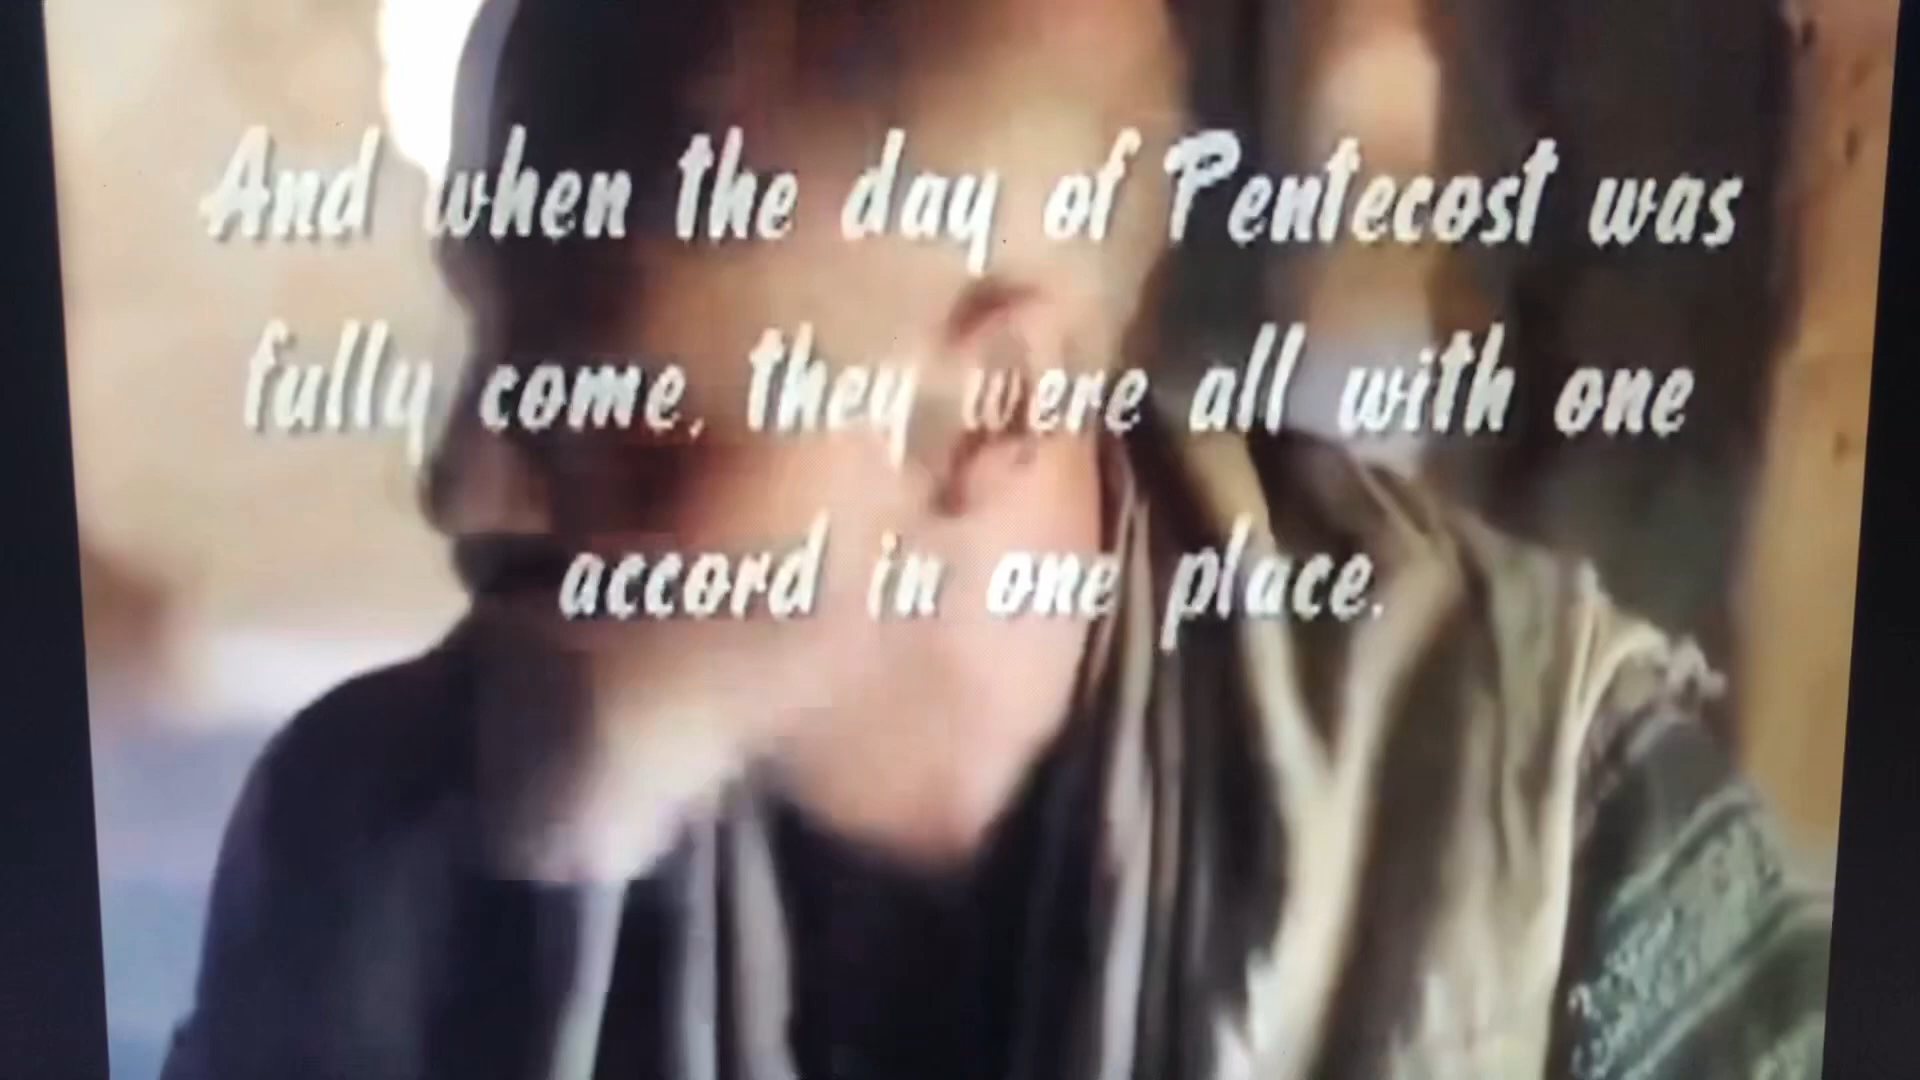 And when the day of Pentecost was
fully come, they were all with one
accord in one place.